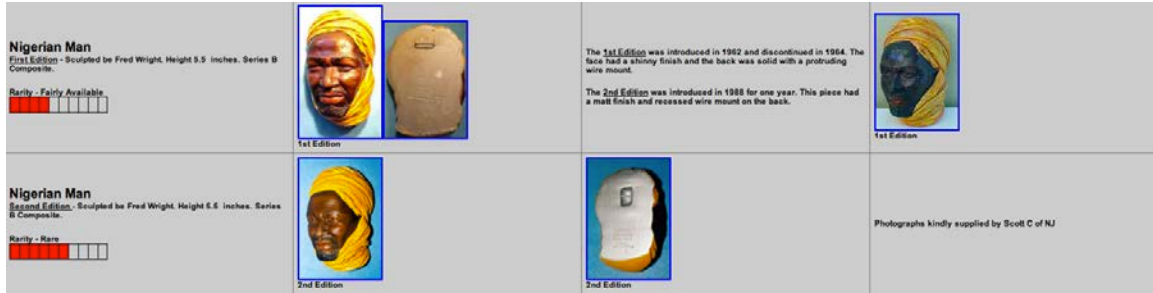 Nigerian Man
First Edition - Sculpted be Fred Wright. Height 5.5 inches. Series B
Composite.
Rarity - Fairly Available
1st Edition
The 1st Edition was introduced in 1962 and discontinued in 1964. The
face had a shinny finish and the back was solid with a protruding
wire mount.
The 2nd Edition was introduced in 1988 for one year. This piece had
a matt finish and recessed wire mount on the back.
1st Edition
Nigerian Man
Second Edition - Sculpted be Fred Wright. Height 5.5 inches. Series
B Composite.
Rarity - Rare
2nd Edition
2nd Edition
Photographs kindly supplied by Scott C of NJ